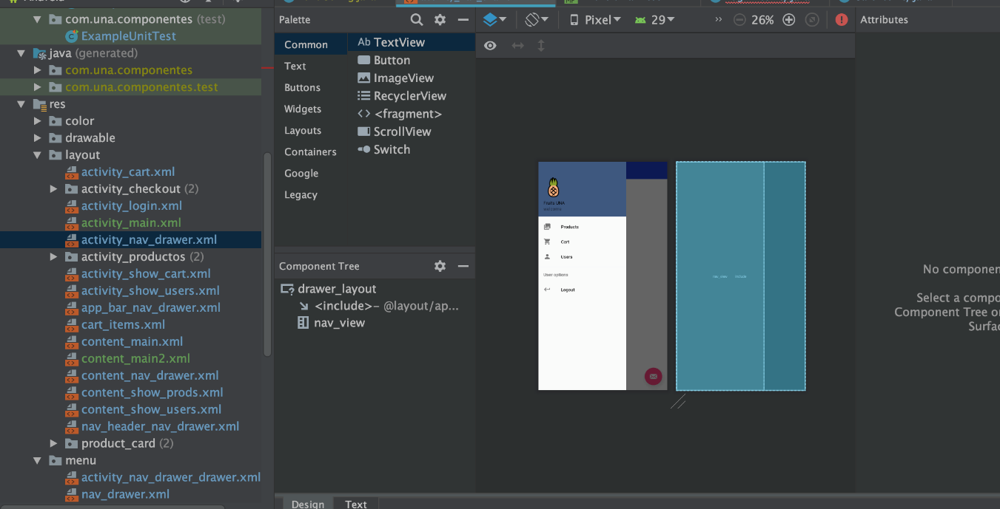 com.una.componentes (test)
ExampleUnitTest
java (generated)
com.una.componentes
com.una.componentes.test
res
color
drawable
layout
activity_cart.xml
activity_checkout (2)
activity_login.xml
activity_main.xml
activity_nav_drawer.xml
activity_productos (2)
activity_show_cart.xml
activity_show_users.xml
app_bar_nav_drawer.xml
cart_items.xml
content_main.xml
content_main2.xml
content_nav_drawer.xml
content_show_prods.xml
content_show_users.xml
nav_header_nav_drawer.xml
product_card (2)
menu
activity_nav_drawer_drawer.xml
nav_drawer.xml
Palette
Common
Text
Buttons
Widgets
Layouts
Containers
Google
Legacy
Ab TextView
Button
ImageView
RecyclerView
<fragment>
ScrollView
Switch
Component Tree
drawer_layout
<include>– @layout/ap...
nav_view
Design Text
Pixel 29 » 26%
Fruits UNA
Products
Cart
Users
User options
Logout
nav_view include
Attributes
No componen
Select a compo
Component Tree or
Surfac